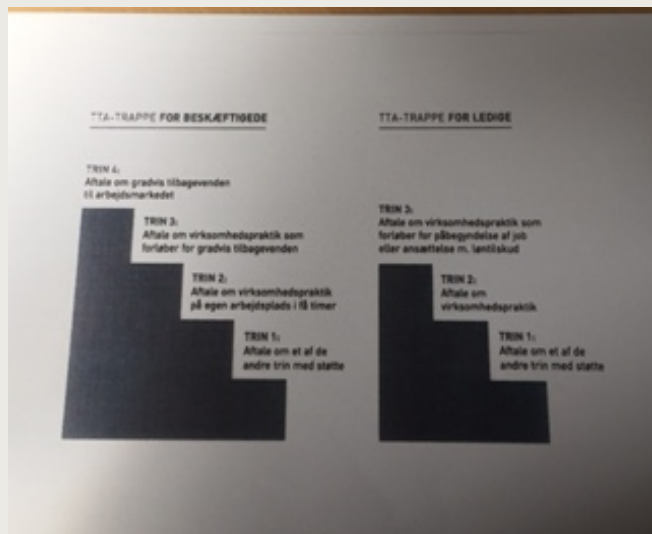 TTA-TRAPPE FOR BESKÆFTIGEDE
TRIN 4:
Aftale om gradvis tilbagevenden
til arbejdsmarkedet
TRIN 3:
Aftale om virksomhedspraktik som
forløber for gradvis tilbagevenden
TRIN 2:
Aftale om virksomhedspraktik
på egen arbejdsplads i få timer
TRIN 1:
Aftale om et af de
andre trin med støtte
TTA-TRAPPE FOR LEDIGE
TRIN 3:
Aftale om virksomhedspraktik som
forløber for påbegyndelse af job
eller ansættelse m. løntilskud
TRIN 2:
Aftale om
virksomhedspraktik
TRIN 1:
Aftale om et af de
andre trin med støtte